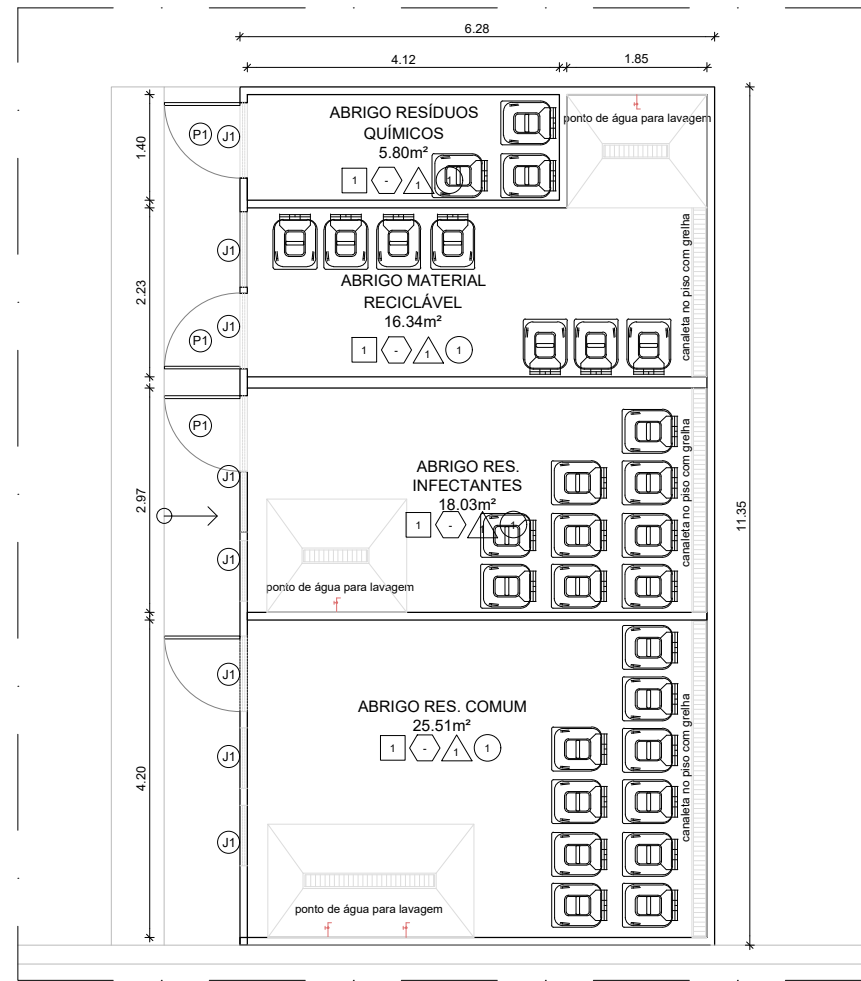 6.28
4.12
1.85
ABRIGO RESÍDUOS
QUÍMICOS
5.80m²
1 - 1 1
ponto de água para lavagem
P1 J1
1.40
J1
ABRIGO MATERIAL
RECICLÁVEL
16.34m²
1 - 1 1
canaleta no piso com grelha
2.23
P1 J1
P1
ABRIGO RES.
INFECTANTES
18.03m²
1 - 1 1
canaleta no piso com grelha
J1
2.97
11.35
J1
ponto de água para lavagem
J1
ABRIGO RES. COMUM
25.51m²
1 - 1 1
canaleta no piso com grelha
J1
4.20
J1
ponto de água para lavagem